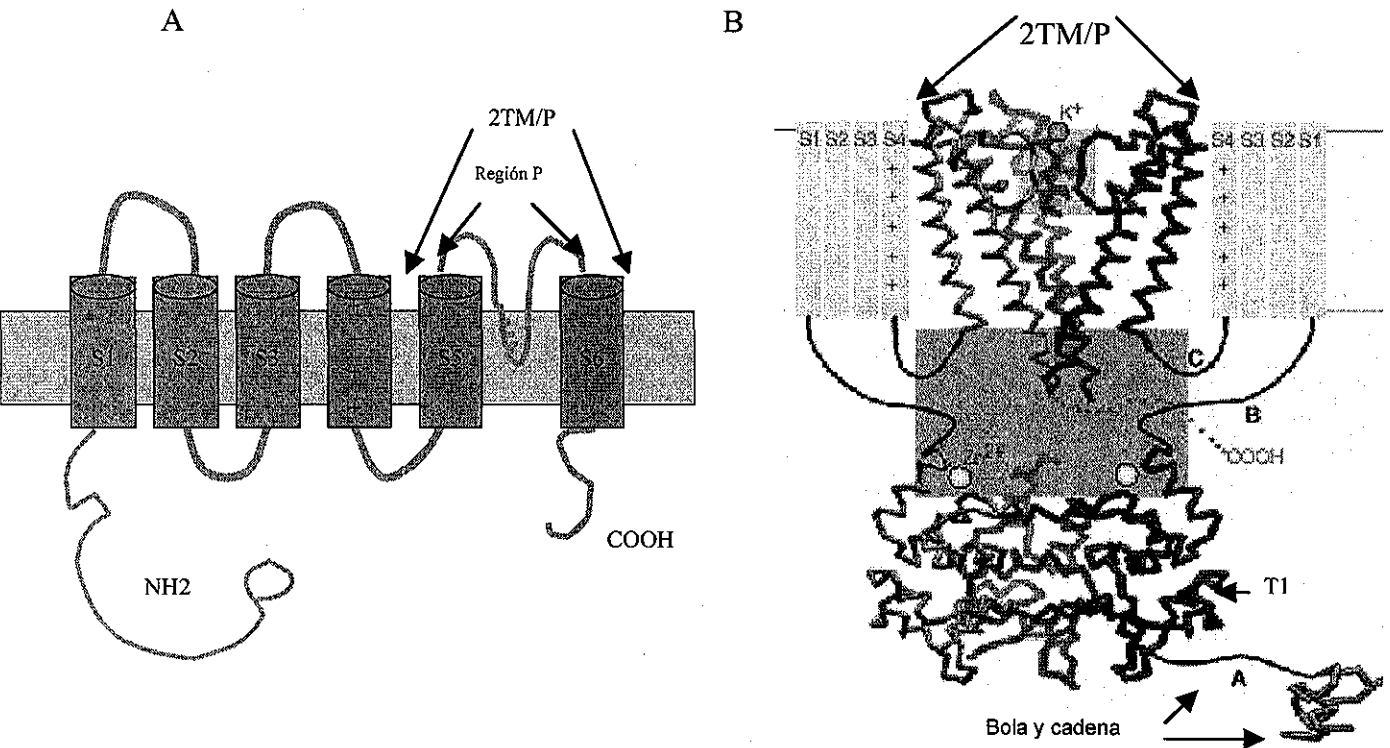 A
2TM/P
Región P
S1 S2 S3 S5 S6
NH2
COOH
B
2TM/P
K+
S1 S2 S3 S4
S4 S3 S2 S1
+ +
+ +
+ +
+ +
+ +
C
B
COOH
T1
A
Bola y cadena